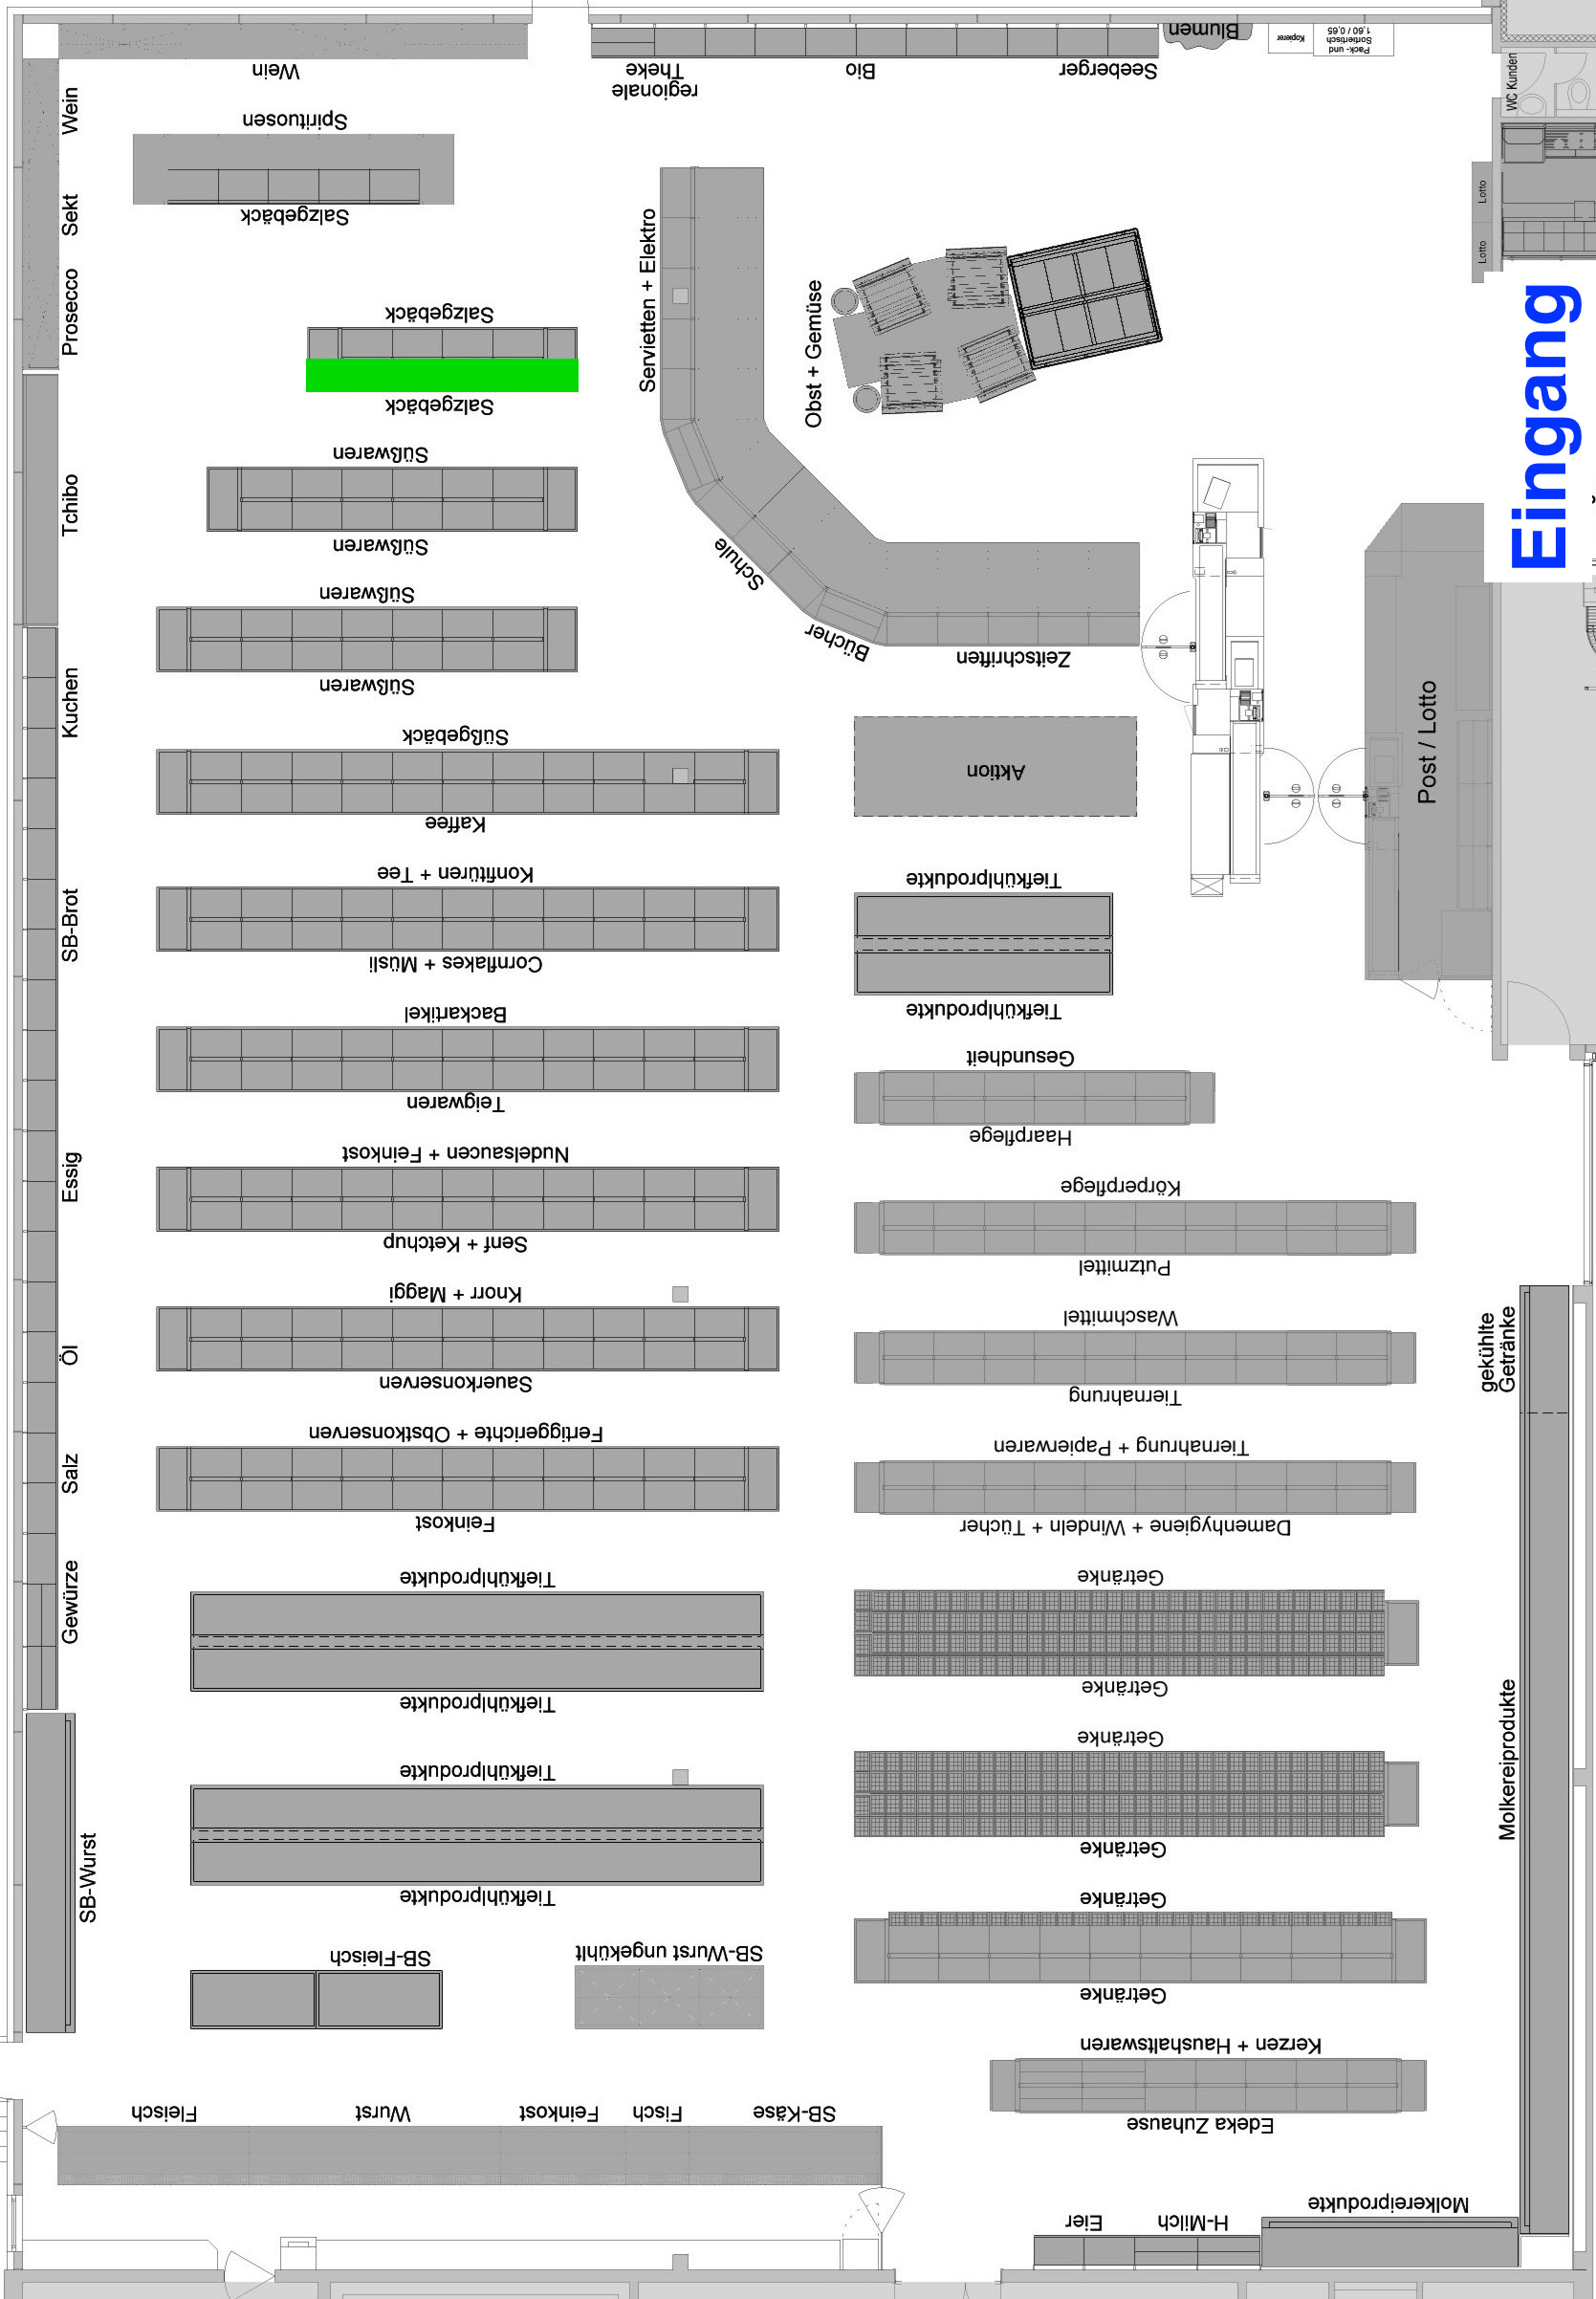 Blumen
Kopierer
Pack- und
Sortiertisch
1,60 / 0,65
Wein
regionale
Theke
Bio
Seeberger
WC Kunden
Wein
Spirituosen
Salzgebäck
Sekt
Lotto
Lotto
Prosecco
Servietten + Elektro
Obst + Gemüse
Eingang
Salzgebäck
Salzgebäck
Tchibo
Süßwaren
Süßwaren
Schule
Süßwaren
Bücher
Zeitschriften
Süßwaren
Kuchen
Süßgebäck
Aktion
Post / Lotto
Kaffee
Konfitüren + Tee
Tiefkühlprodukte
SB-Brot
Cornflakes + Müsli
Tiefkühlprodukte
Backartikel
Gesundheit
Teigwaren
Haarpflege
Nudelsaucen + Feinkost
Essig
Körperpflege
Senf + Ketchup
Putzmittel
Knorr + Maggi
Waschmittel
gekühlte
Getränke
Öl
Sauerkonserven
Tiernahrung
Fertiggerichte + Obstkonserven
Tiernahrung + Papierwaren
Salz
Feinkost
Damenhygiene + Windeln + Tücher
Tiefkühlprodukte
Getränke
Gewürze
Tiefkühlprodukte
Getränke
Molkereiprodukte
Tiefkühlprodukte
Getränke
SB-Wurst
Getränke
Tiefkühlprodukte
Getränke
SB-Fleisch
SB-Wurst ungekühlt
Getränke
Kerzen + Haushaltswaren
Fleisch
Wurst
Feinkost
Fisch
SB-Käse
Edeka Zuhause
Eier
H-Milch
Molkereiprodukte